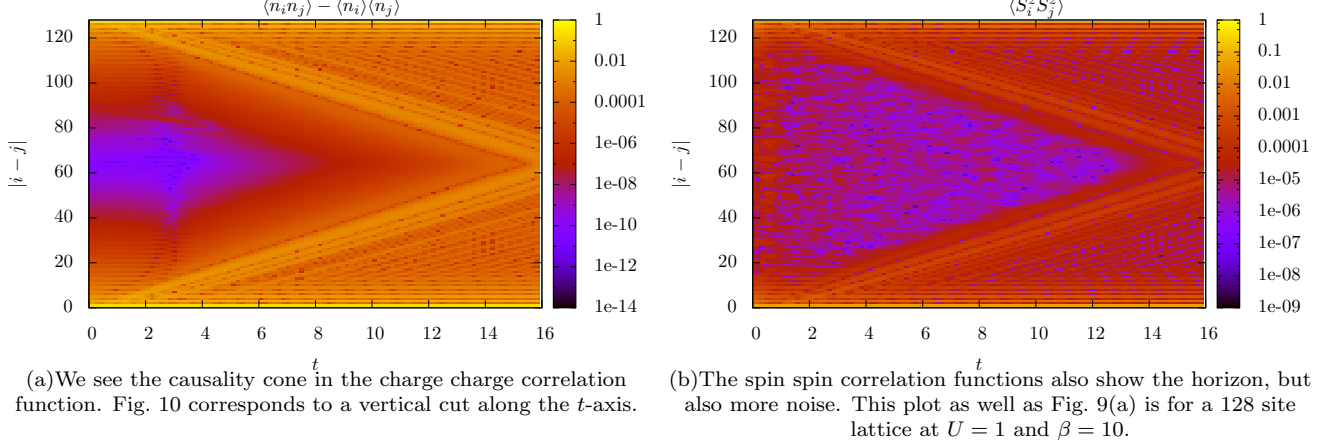 ⟨n_i n_j⟩ − ⟨n_i⟩⟨n_j⟩
|i − j|
120
100
80
60
40
20
0
0 2 4 6 8 10 12 14 16
t
1
0.01
0.0001
1e-06
1e-08
1e-10
1e-12
1e-14
(a)We see the causality cone in the charge charge correlation
function. Fig. 10 corresponds to a vertical cut along the t-axis.
⟨S_i^z S_j^z⟩
|i − j|
120
100
80
60
40
20
0
0 2 4 6 8 10 12 14 16
t
1
0.1
0.01
0.001
0.0001
1e-05
1e-06
1e-07
1e-08
1e-09
(b)The spin spin correlation functions also show the horizon, but
also more noise. This plot as well as Fig. 9(a) is for a 128 site
lattice at U = 1 and β = 10.